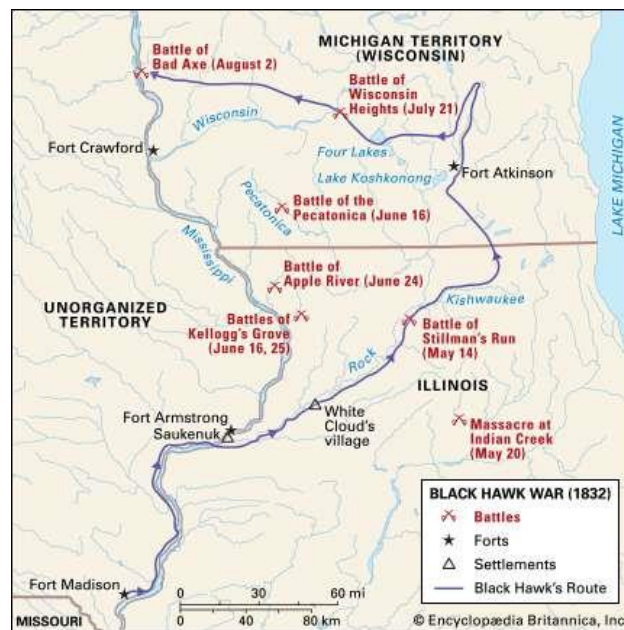 Battle of
Bad Axe (August 2)
MICHIGAN TERRITORY
(WISCONSIN)
Battle of
Wisconsin
Heights (July 21)
Wisconsin
Fort Crawford
Four Lakes
Lake Koshkonong
Fort Atkinson
LAKE MICHIGAN
Pecatonica
Battle of the
Pecatonica (June 16)
Mississippi
Battle of
Apple River (June 24)
Kishwaukee
UNORGANIZED
TERRITORY
Battles of
Kellogg's Grove
(June 16, 25)
Battle of
Stillman's Run
(May 14)
Rock
ILLINOIS
Fort Armstrong
Saukenuk
White
Cloud's
village
Massacre at
Indian Creek
(May 20)
BLACK HAWK WAR (1832)
Battles
Forts
Settlements
Black Hawk's Route
Fort Madison
0 30 60 mi
0 40 80 km
MISSOURI
© Encyclopædia Britannica, Inc